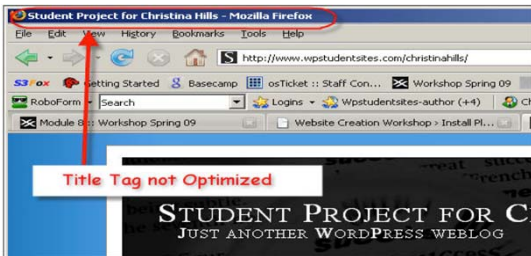 Student Project for Christina Hills - Mozilla Firefox
File Edit View History Bookmarks Tools Help
S http://www.wpstudentsites.com/christinahills/
S3Fox Getting Started Basecamp osTicket :: Staff Con... Workshop Spring 09
RoboForm Search Logins Wpstudentsites-author (+4)
Module 8 :: Workshop Spring 09 Website Creation Workshop > Install Pl...
Title Tag not Optimized
STUDENT PROJECT FOR C
JUST ANOTHER WORDPRESS WEBLOG